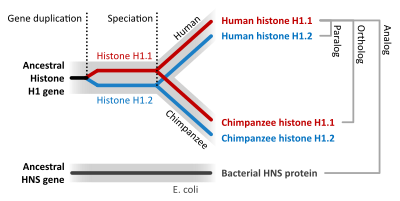 Gene duplication
Speciation
Human
Human histone H1.1
Human histone H1.2
Paralog
Ortholog
Analog
Histone H1.1
Ancestral
Histone
H1 gene
Histone H1.2
Chimpanzee
Chimpanzee histone H1.1
Chimpanzee histone H1.2
Ancestral
HNS gene
Bacterial HNS protein
E. coli